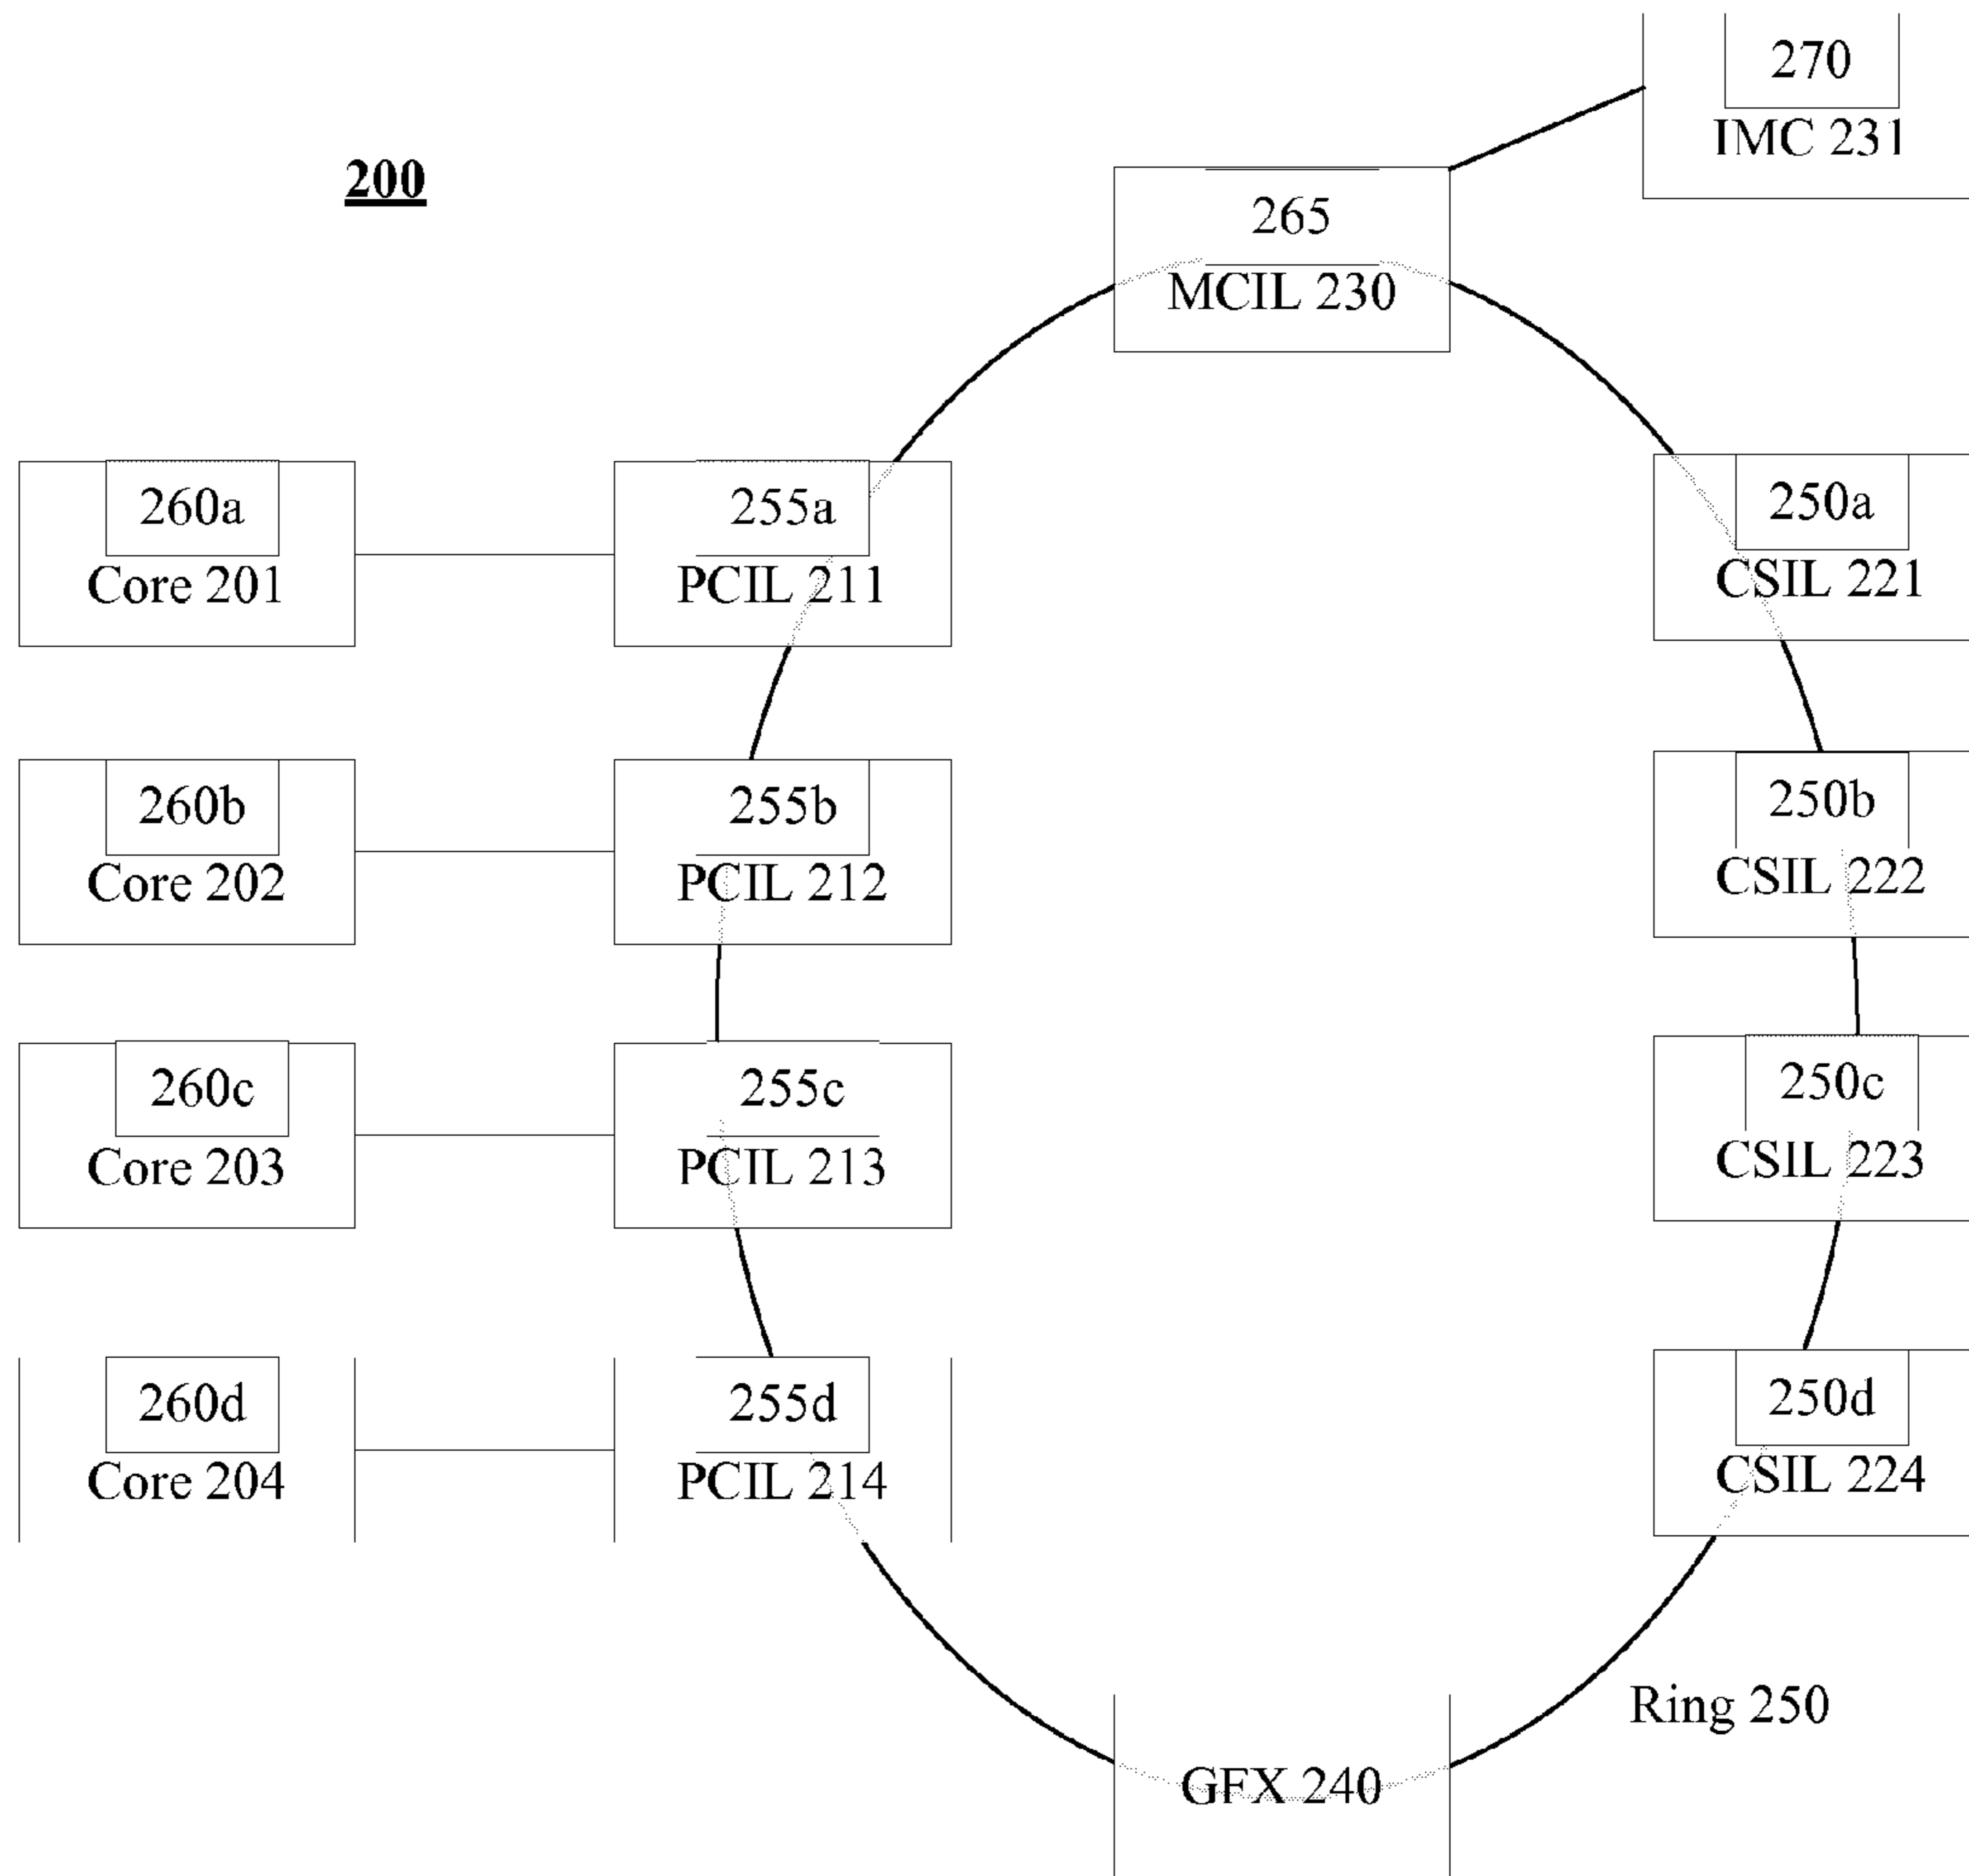 270
IMC 231
200
265
MCIL 230
260a
Core 201
255a
PCIL 211
250a
CSIL 221
260b
Core 202
255b
PCIL 212
250b
CSIL 222
260c
Core 203
255c
PCIL 213
250c
CSIL 223
260d
Core 204
255d
PCIL 214
250d
CSIL 224
Ring 250
GFX 240